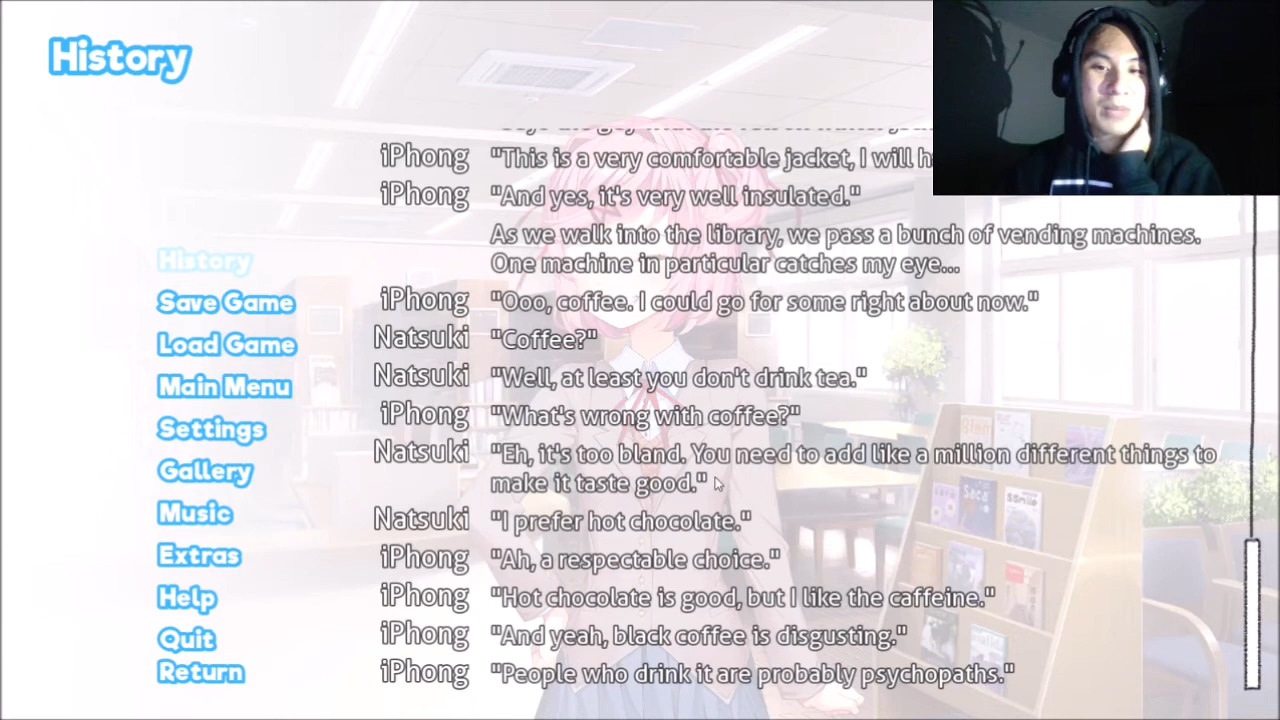 History
iPhong "This is a very comfortable jacket, I will
iPhong "And yes, it's very well insulated."
As we walk into the library, we pass a bunch of vending machines.
One machine in particular catches my eye...
History
Save Game
Load Game
Main Menu
Settings
Gallery
Music
Extras
Help
Quit
Return
iPhong "Ooo, coffee. I could go for some right about now."
Natsuki "Coffee?"
Natsuki "Well, at least you don't drink tea."
iPhong "What's wrong with coffee?"
Natsuki "Eh, it's too bland. You need to add like a million different things to
make it taste good."
Natsuki "I prefer hot chocolate."
iPhong "Ah, a respectable choice."
iPhong "Hot chocolate is good, but I like the caffeine."
iPhong "And yeah, black coffee is disgusting."
iPhong "People who drink it are probably psychopaths."